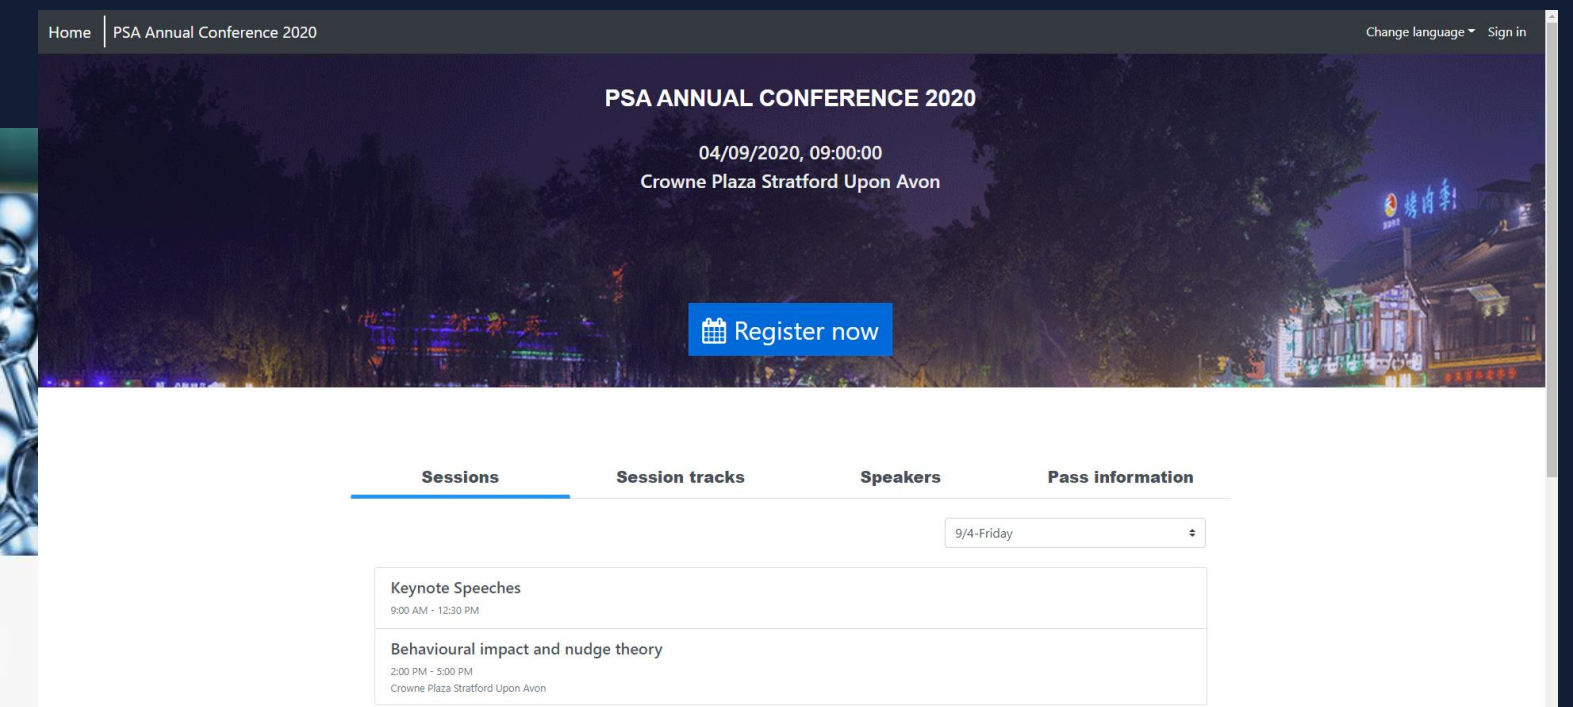 Home
PSA Annual Conference 2020
Change language
Sign in
PSA ANNUAL CONFERENCE 2020
04/09/2020, 09:00:00
Crowne Plaza Stratford Upon Avon
烤肉季
Register now
Sessions
Session tracks
Speakers
Pass information
9/4-Friday
Keynote Speeches
9:00 AM - 12:30 PM
Behavioural impact and nudge theory
2:00 PM - 5:00 PM
Crowne Plaza Stratford Upon Avon